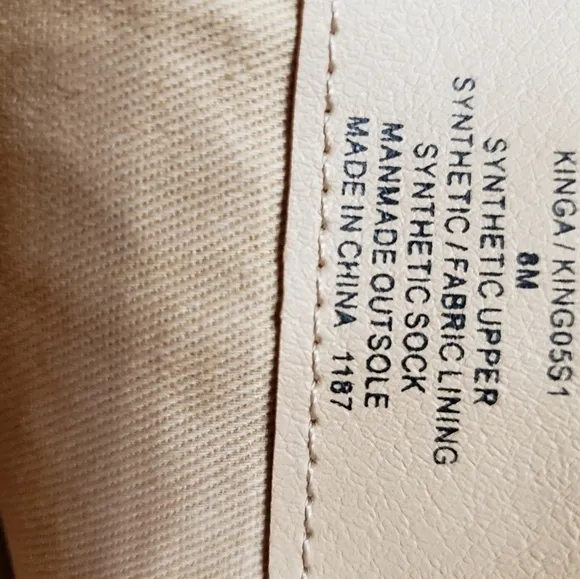 KINGA / KING05S1
8M
SYNTHETIC UPPER
SYNTHETIC / FABRIC LINING
SYNTHETIC SOCK
MANMADE OUTSOLE
MADE IN CHINA 1187